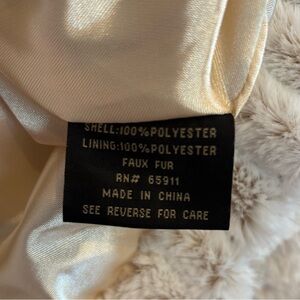 SHELL:100%POLYESTER
LINING:100%POLYESTER
FAUX FUR
RN# 65911
MADE IN CHINA
SEE REVERSE FOR CARE